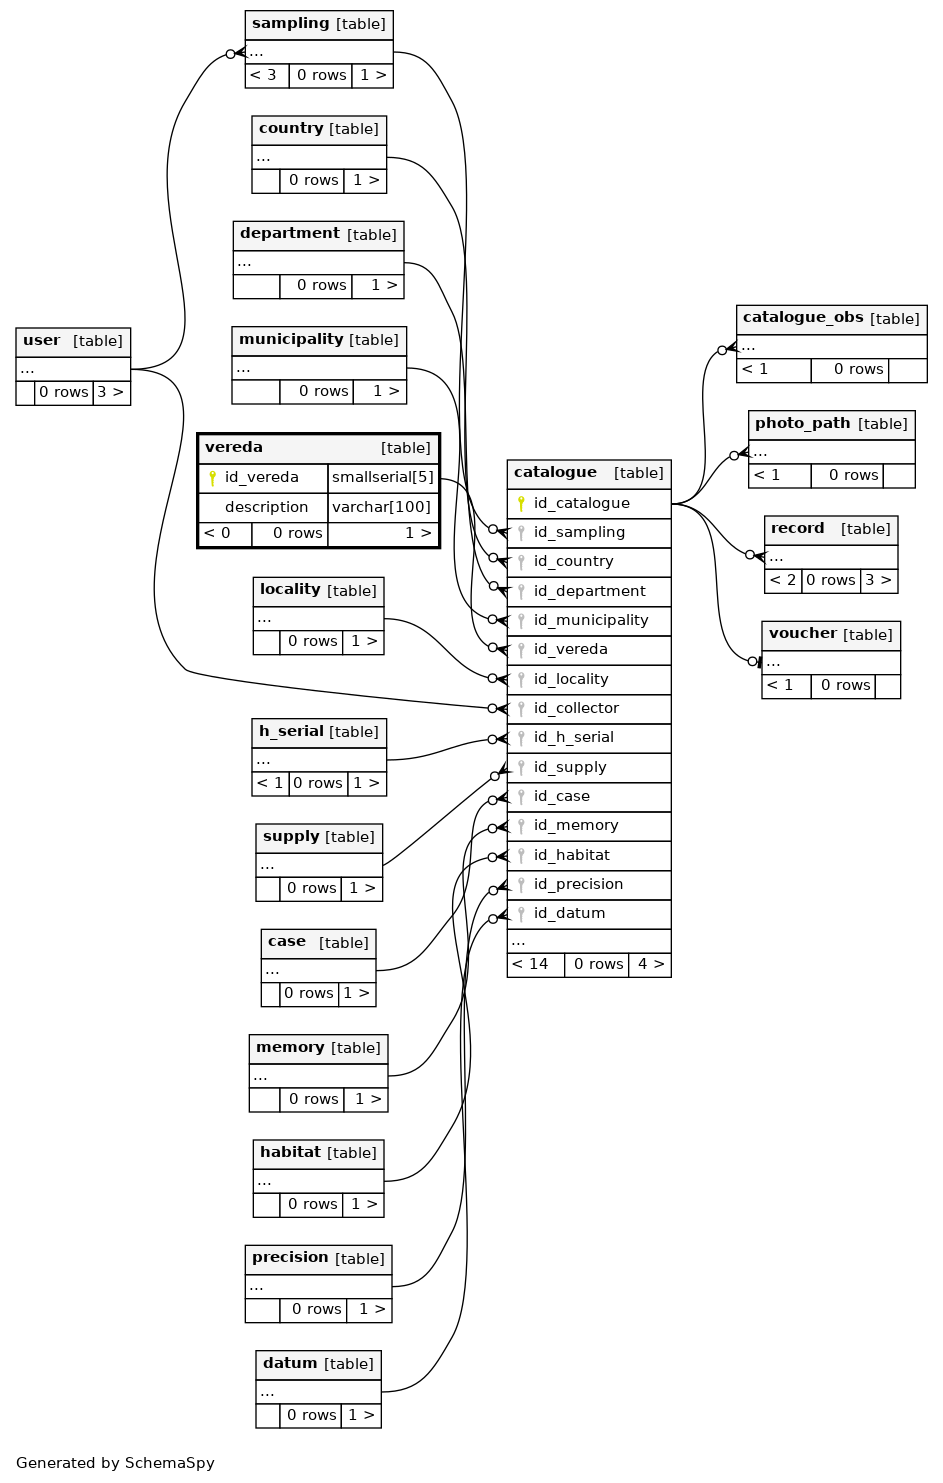 sampling [table]
...
< 3 0 rows 1 >
country [table]
...
0 rows 1 >
department [table]
...
0 rows 1 >
municipality [table]
...
0 rows 1 >
user [table]
...
0 rows 3 >
vereda [table]
id_vereda smallserial[5]
description varchar[100]
< 0 0 rows 1 >
locality [table]
...
0 rows 1 >
h_serial [table]
...
< 1 0 rows 1 >
supply [table]
...
0 rows 1 >
case [table]
...
0 rows 1 >
memory [table]
...
0 rows 1 >
habitat [table]
...
0 rows 1 >
precision [table]
...
0 rows 1 >
datum [table]
...
0 rows 1 >
catalogue [table]
id_catalogue
id_sampling
id_country
id_department
id_municipality
id_vereda
id_locality
id_collector
id_h_serial
id_supply
id_case
id_memory
id_habitat
id_precision
id_datum
...
< 14 0 rows 4 >
catalogue_obs [table]
...
< 1 0 rows
photo_path [table]
...
< 1 0 rows
record [table]
...
< 2 0 rows 3 >
voucher [table]
...
< 1 0 rows
Generated by SchemaSpy